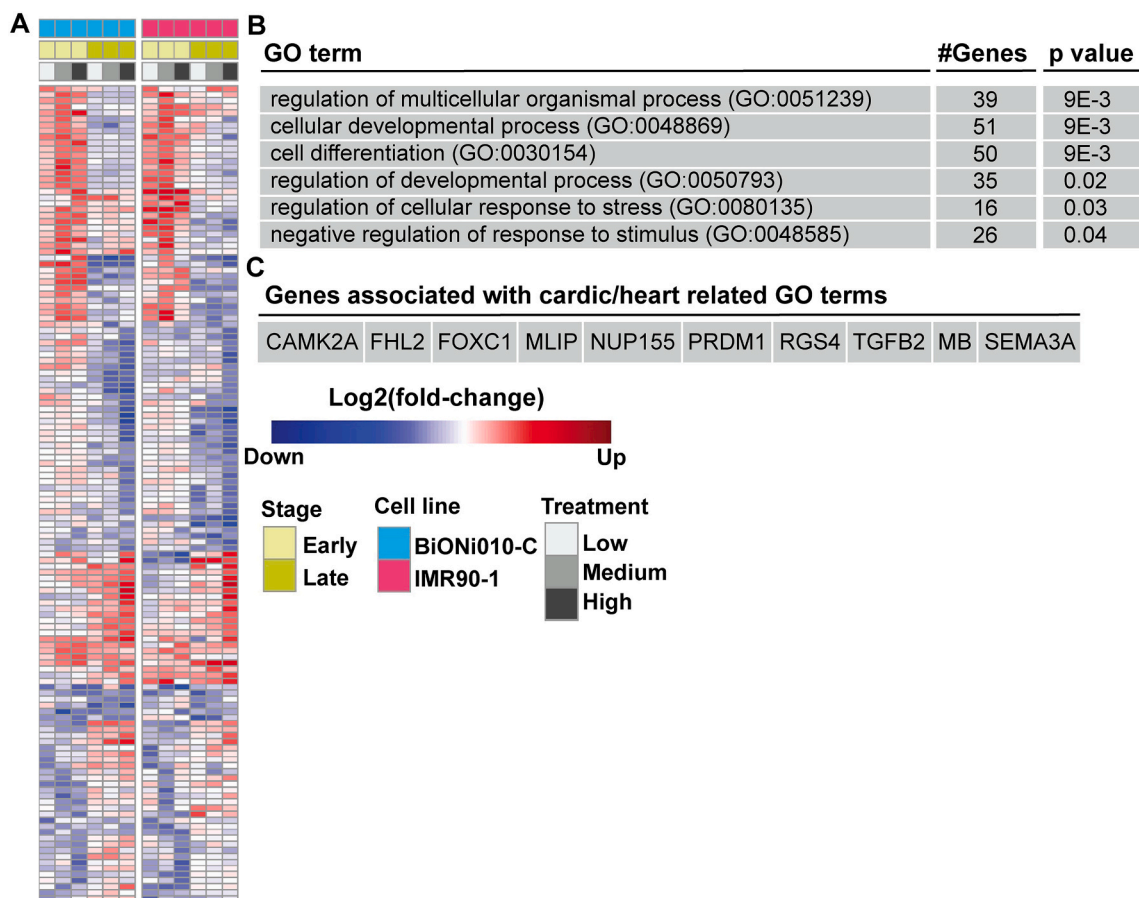 A
B
GO term #Genes p value
regulation of multicellular organismal process (GO:0051239) 39 9E-3
cellular developmental process (GO:0048869) 51 9E-3
cell differentiation (GO:0030154) 50 9E-3
regulation of developmental process (GO:0050793) 35 0.02
regulation of cellular response to stress (GO:0080135) 16 0.03
negative regulation of response to stimulus (GO:0048585) 26 0.04
C
Genes associated with cardic/heart related GO terms
CAMK2A FHL2 FOXC1 MLIP NUP155 PRDM1 RGS4 TGFB2 MB SEMA3A
Log2(fold-change)
Down Up
Stage
Early
Late
Cell line
BiONi010-C
IMR90-1
Treatment
Low
Medium
High